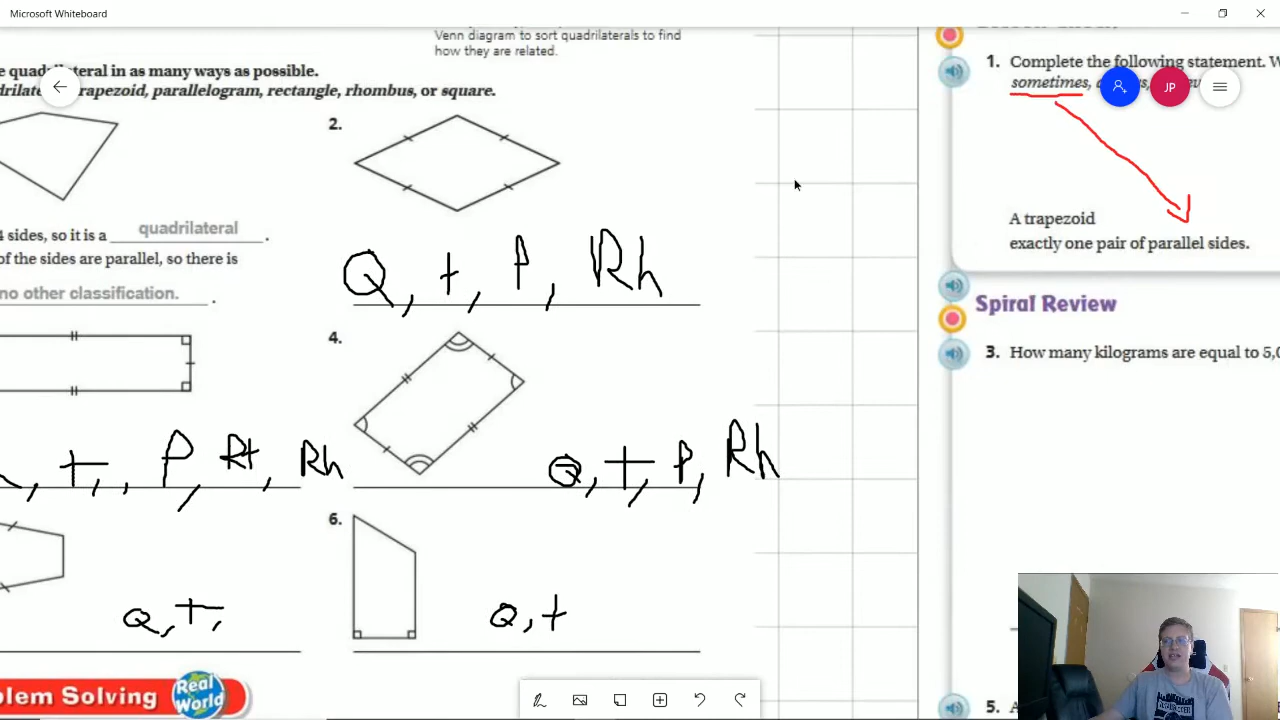 Microsoft Whiteboard
Venn diagram to sort quadrilaterals to find
how they are related.
e quadrilateral in as many ways as possible.
trapezoid, parallelogram, rectangle, rhombus, or square.
2.
4 sides, so it is a quadrilateral .
of the sides are parallel, so there is
no other classification. .
Q, t, P, Rh
4.
T, , P, Rt, Rh
Q, T, P, Rh
6.
Q, T,
Q, t
blem Solving
Real World
1. Complete the following statement. W
sometimes,
JP
A trapezoid
exactly one pair of parallel sides.
Spiral Review
3. How many kilograms are equal to 5,0
5. A